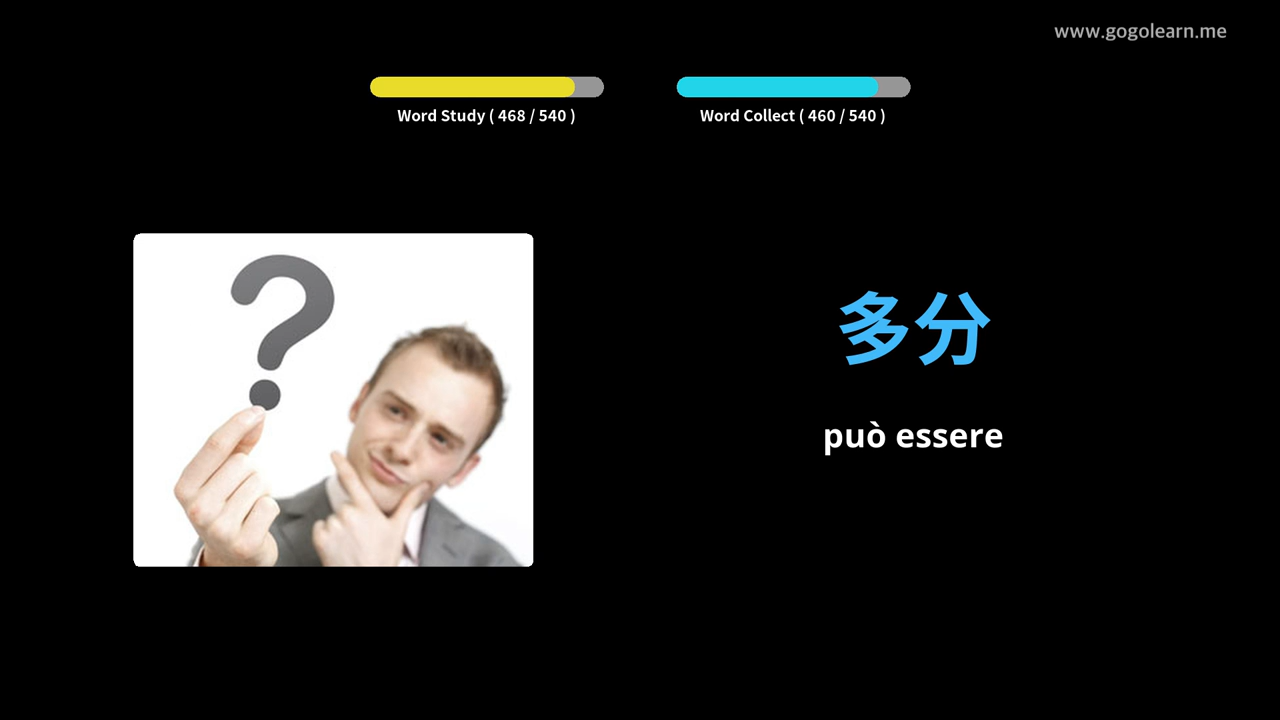 www.gogolearn.me
Word Study ( 468 / 540 )
Word Collect ( 460 / 540 )
?
多分
può essere